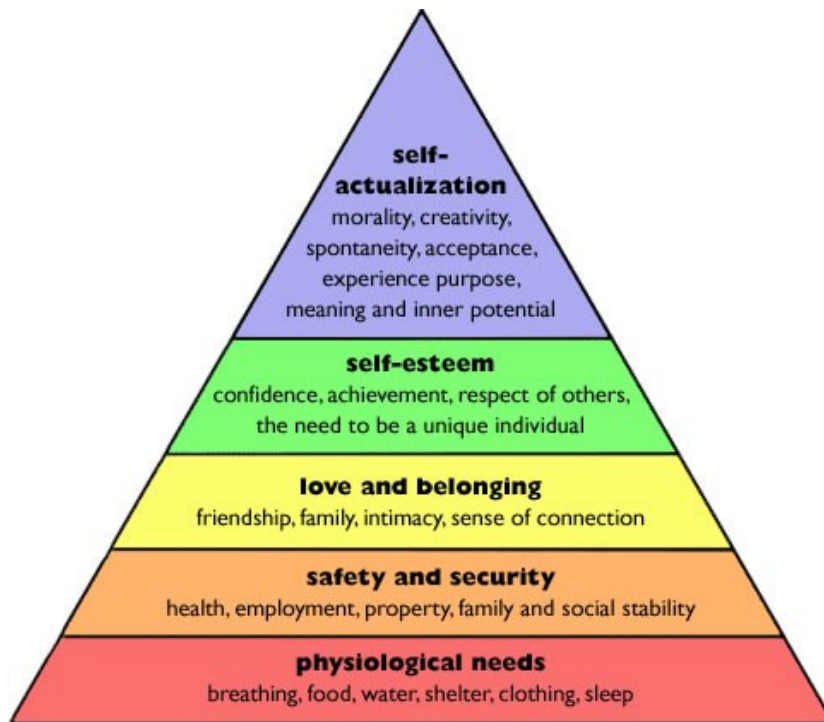 self-
actualization
morality, creativity,
spontaneity, acceptance,
experience purpose,
meaning and inner potential
self-esteem
confidence, achievement, respect of others,
the need to be a unique individual
love and belonging
friendship, family, intimacy, sense of connection
safety and security
health, employment, property, family and social stability
physiological needs
breathing, food, water, shelter, clothing, sleep